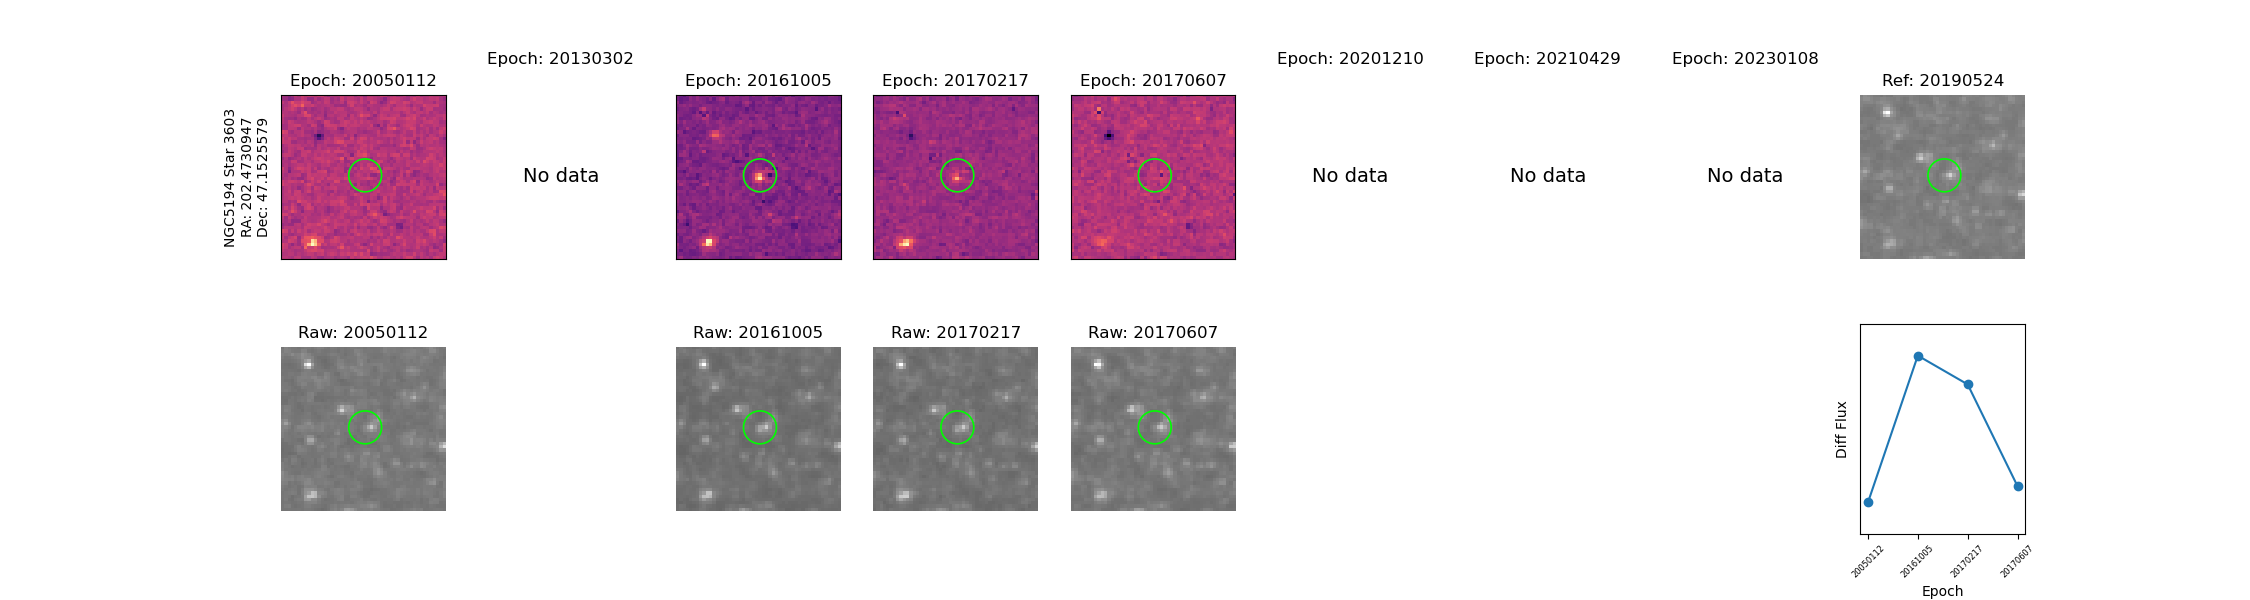 NGC5194 Star 3603
RA: 202.4730947
Dec: 47.1525579
Epoch: 20050112
Epoch: 20130302
No data
Epoch: 20161005
Epoch: 20170217
Epoch: 20170607
Epoch: 20201210
No data
Epoch: 20210429
No data
Epoch: 20230108
No data
Ref: 20190524
Raw: 20050112
Raw: 20161005
Raw: 20170217
Raw: 20170607
Diff Flux
20050112
20161005
20170217
20170607
Epoch